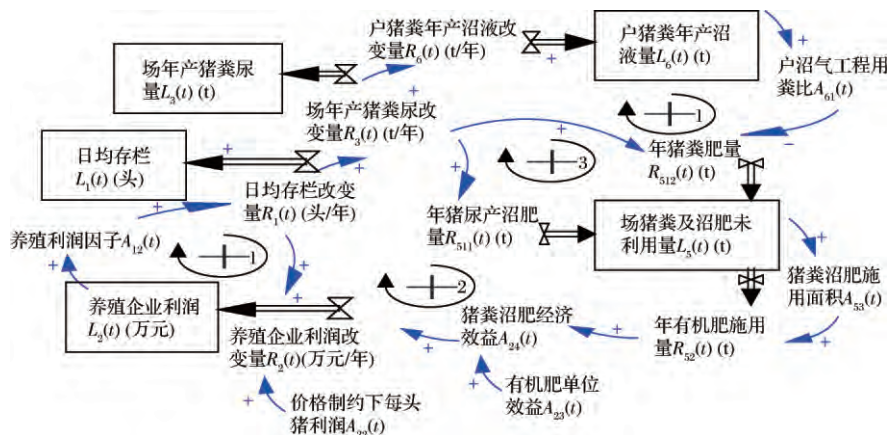 户猪粪年产沼液改
变量R₆(t) (t/年)
户猪粪年产沼
液量L₆(t) (t)
户沼气工程用
粪比A₆₁(t)
场年产猪粪尿
量L₃(t) (t)
场年产猪粪尿改
变量R₃(t) (t/年)
年猪粪肥量
R₅₁₂(t) (t)
日均存栏
L₁(t) (头)
日均存栏改变
量R₁(t) (头/年)
年猪尿产沼肥
量R₅₁₁(t) (t)
场猪粪及沼肥未
利用量L₅(t) (t)
养殖利润因子A₁₂(t)
猪粪沼肥施
用面积A₅₃(t)
养殖企业利润
L₂(t) (万元)
养殖企业利润改
变量R₂(t)(万元/年)
猪粪沼肥经济
效益A₂₄(t)
年有机肥施用
量R₅₂(t) (t)
价格制约下每头
猪利润A₂₂(t)
有机肥单位
效益A₂₃(t)
1
3
1
2